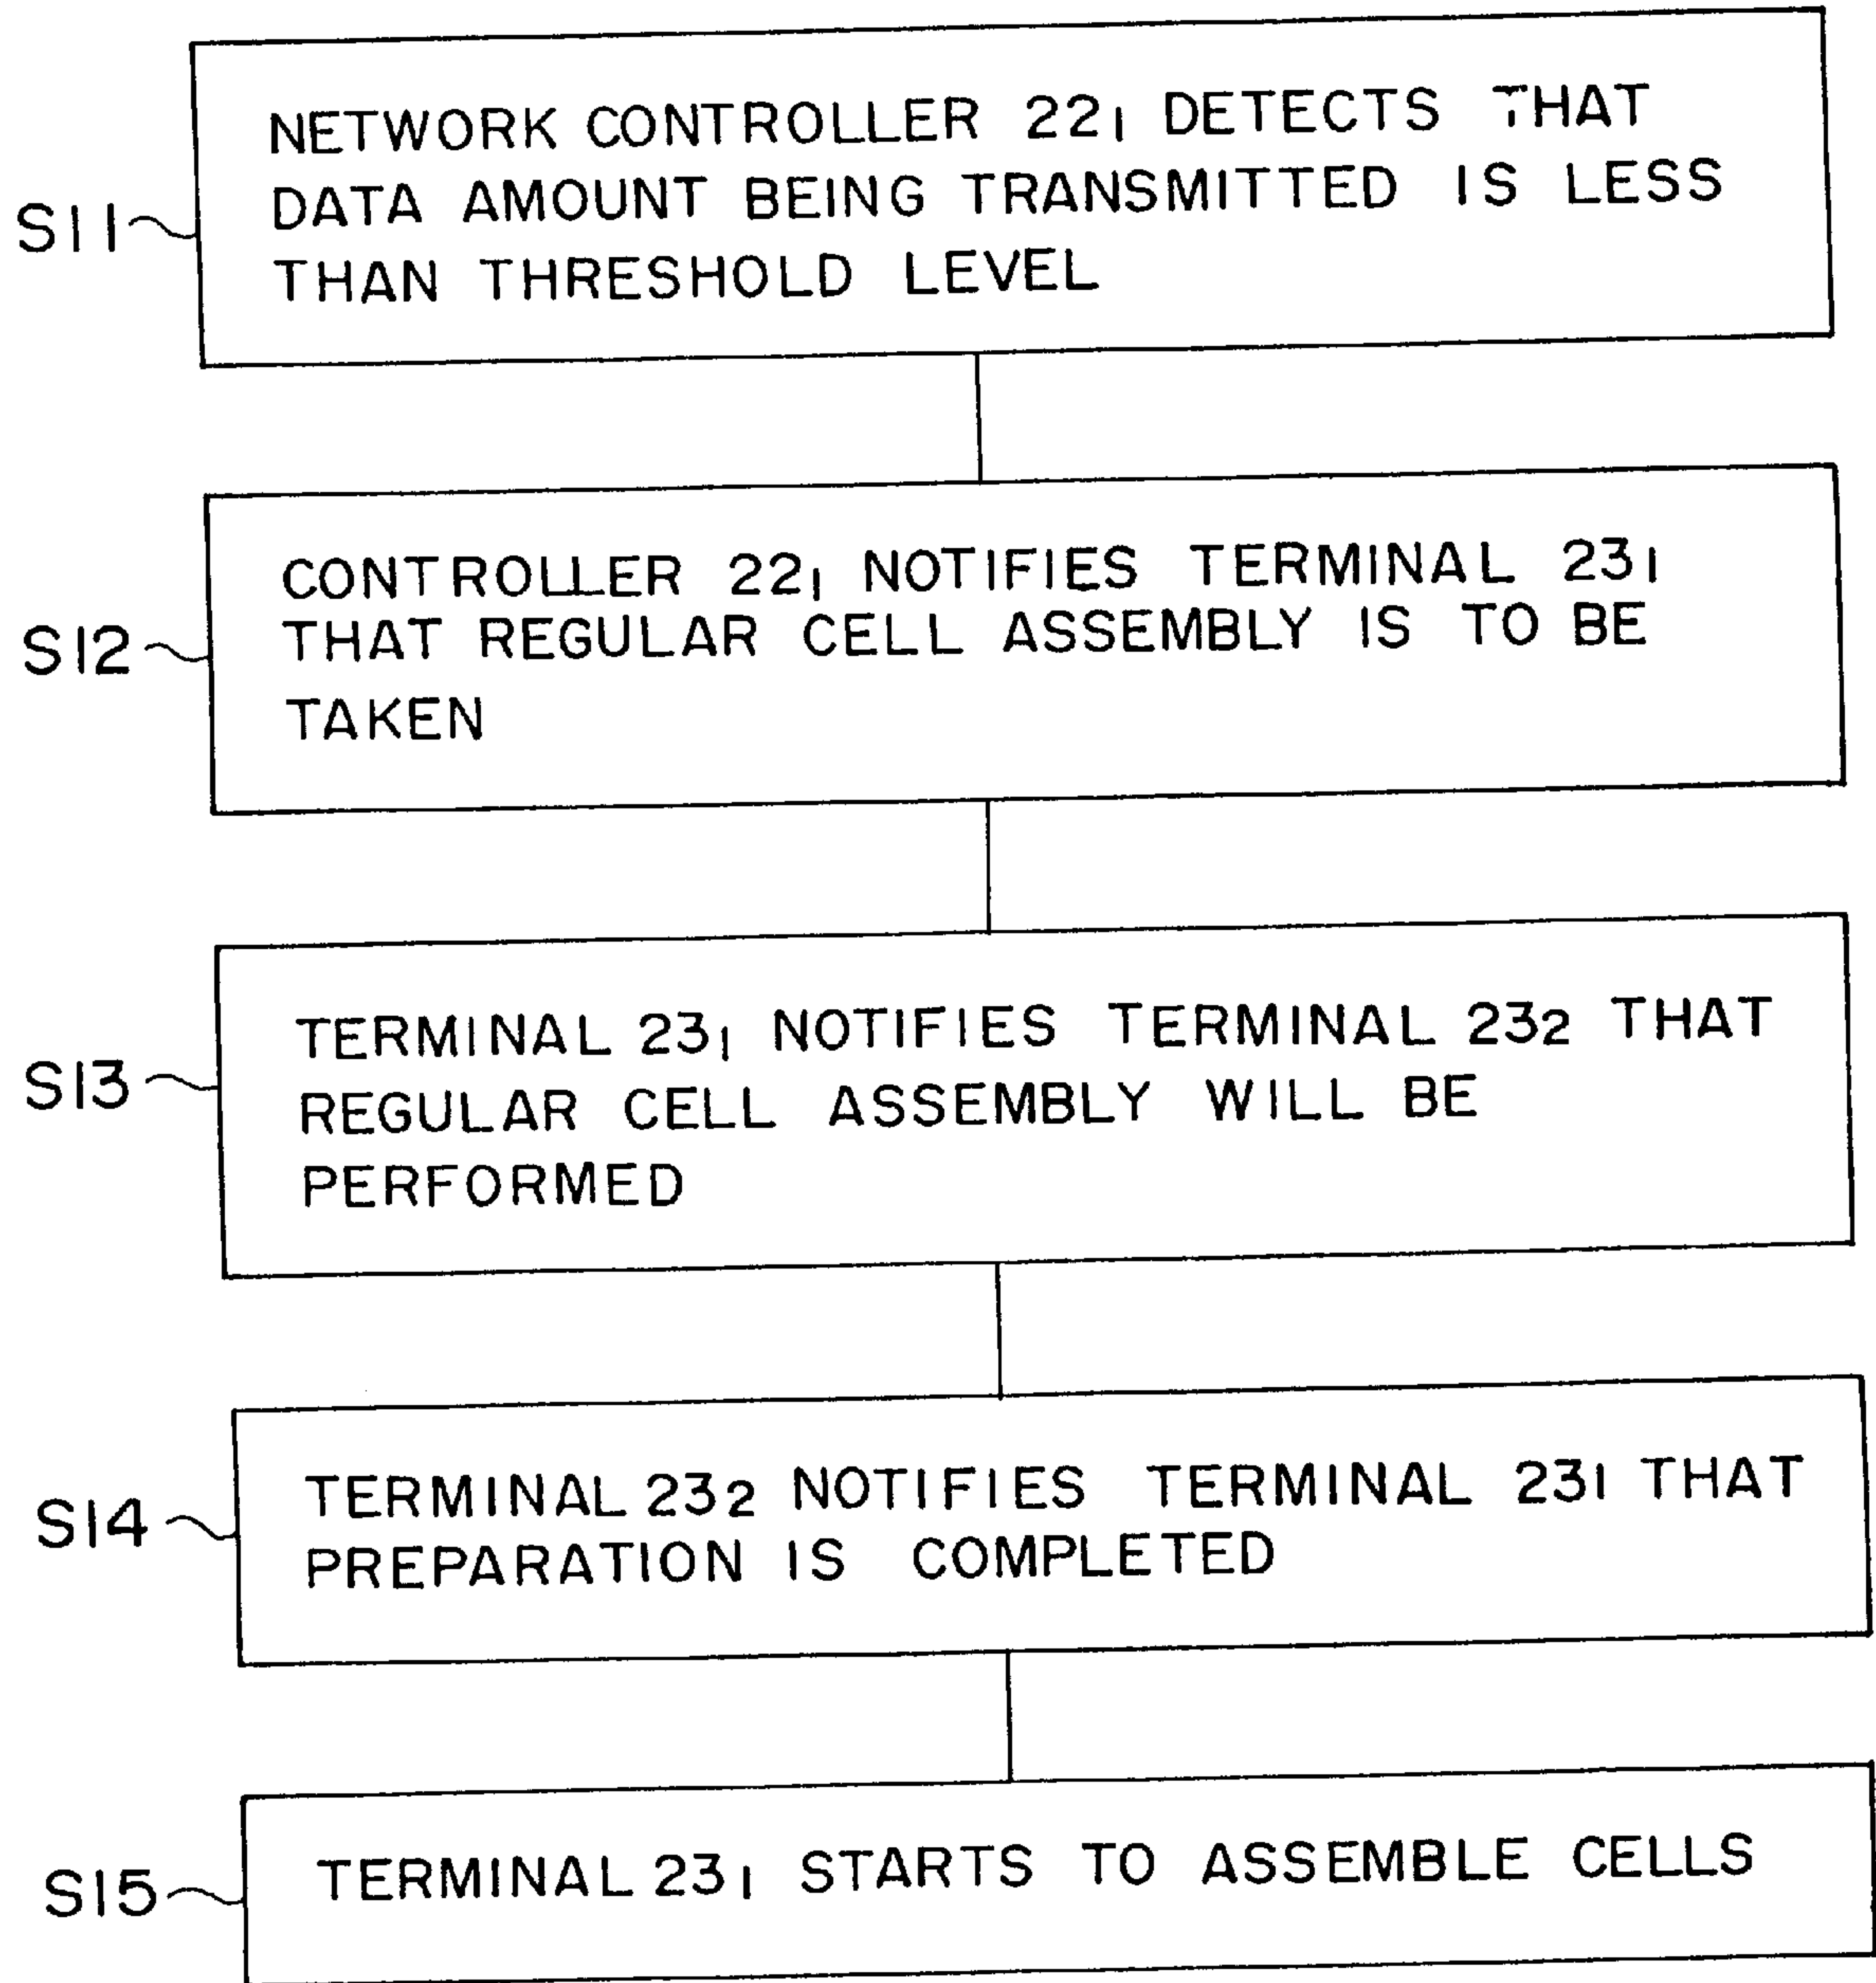 NETWORK CONTROLLER 22₁ DETECTS THAT
DATA AMOUNT BEING TRANSMITTED IS LESS
THAN THRESHOLD LEVEL
S11
CONTROLLER 22₁ NOTIFIES TERMINAL 23₁
THAT REGULAR CELL ASSEMBLY IS TO BE
TAKEN
S12
TERMINAL 23₁ NOTIFIES TERMINAL 23₂ THAT
REGULAR CELL ASSEMBLY WILL BE
PERFORMED
S13
TERMINAL 23₂ NOTIFIES TERMINAL 23₁ THAT
PREPARATION IS COMPLETED
S14
TERMINAL 23₁ STARTS TO ASSEMBLE CELLS
S15